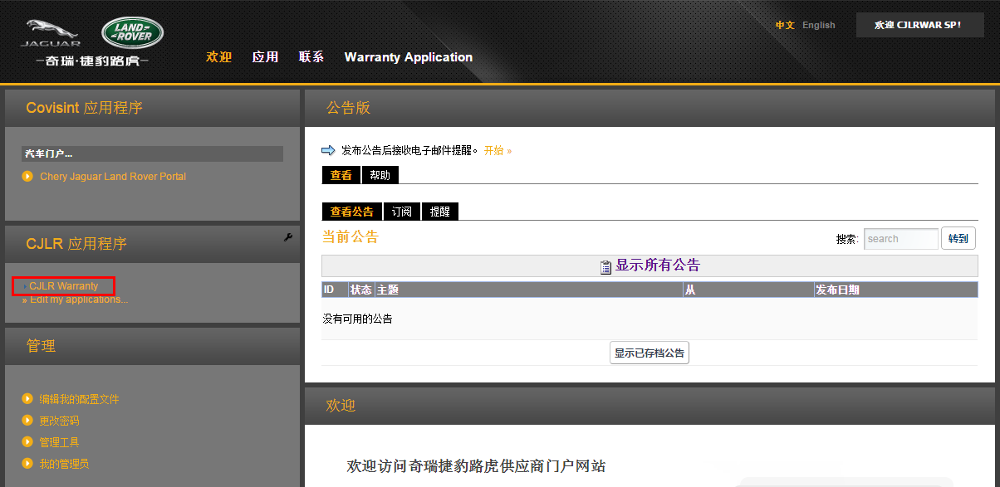 中文 English 欢迎 CJLRWAR SP!
JAGUAR LAND-ROVER
奇瑞·捷豹路虎
欢迎 应用 联系 Warranty Application
Covisint 应用程序
汽车门户...
Chery Jaguar Land Rover Portal
CJLR 应用程序
CJLR Warranty
» Edit my applications...
管理
编辑我的配置文件
更改密码
管理工具
我的管理员
公告版
发布公告后接收电子邮件提醒。 开始 »
查看 帮助
查看公告 订阅 提醒
当前公告 搜索: search 转到
显示所有公告
ID 状态 主题 从 发布日期
没有可用的公告
显示已存档公告
欢迎
欢迎访问奇瑞捷豹路虎供应商门户网站